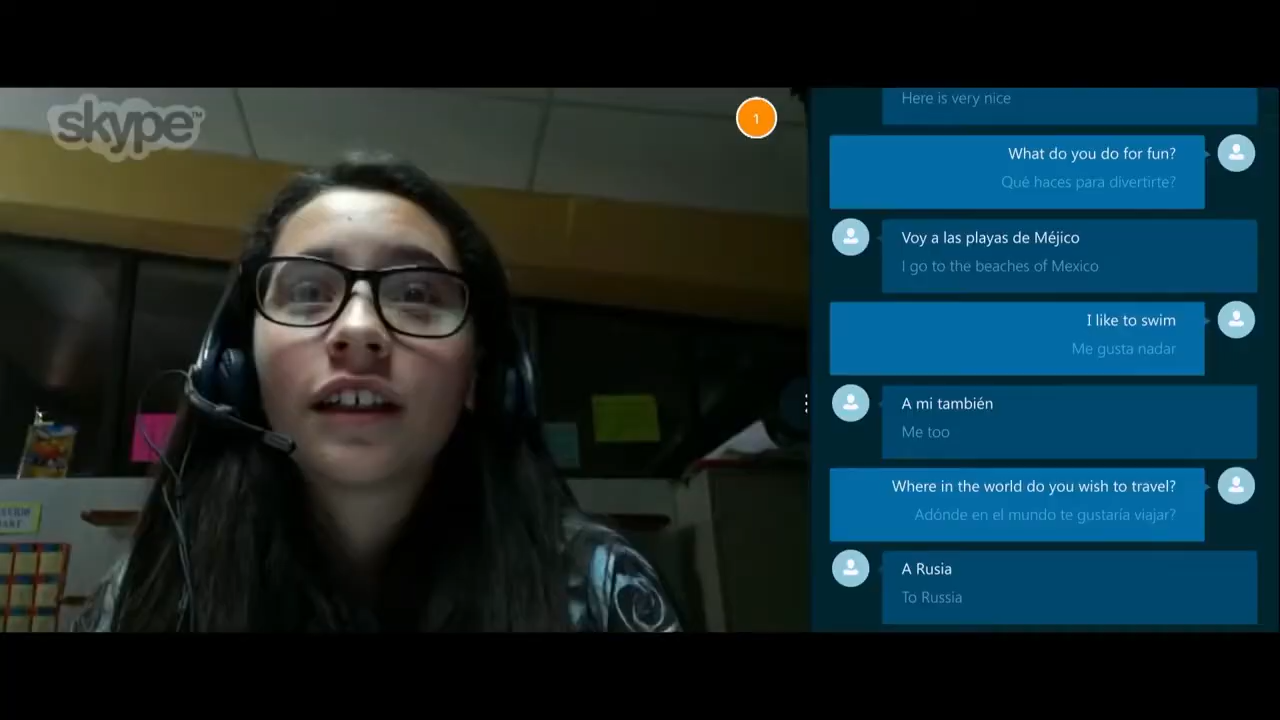 skype™
1
Here is very nice
What do you do for fun?
Qué haces para divertirte?
Voy a las playas de Méjico
I go to the beaches of Mexico
I like to swim
Me gusta nadar
A mi también
Me too
Where in the world do you wish to travel?
Adónde en el mundo te gustaría viajar?
A Rusia
To Russia